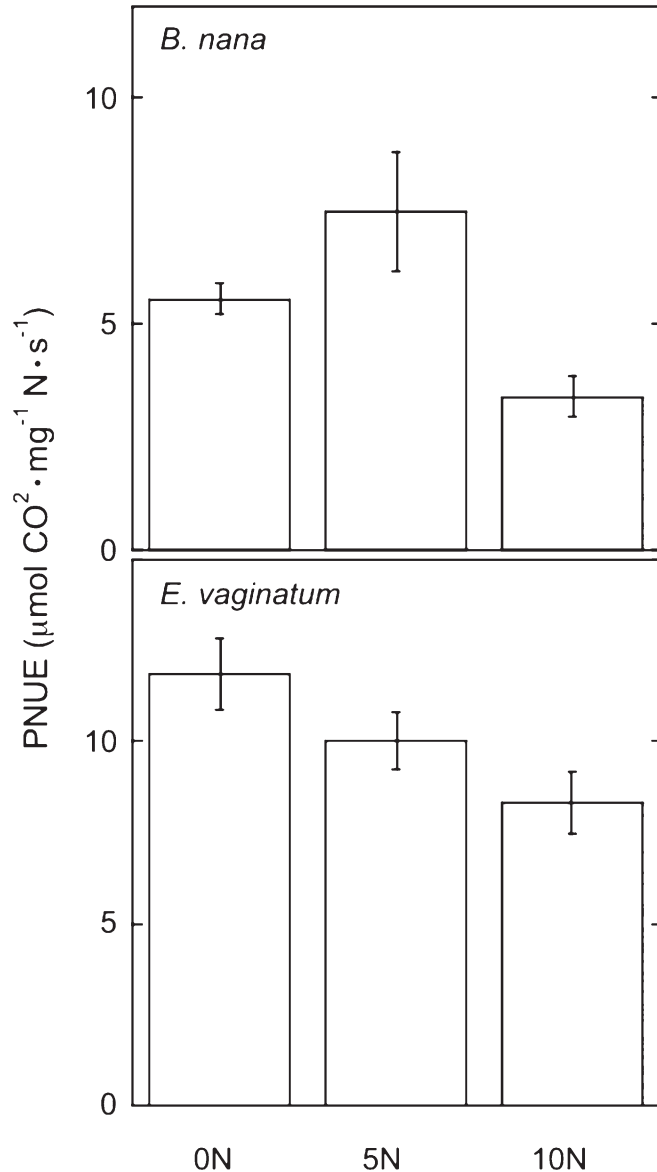 B. nana
10
5
0
E. vaginatum
10
5
0
PNUE (μmol CO² · mg⁻¹ N · s⁻¹)
0N 5N 10N